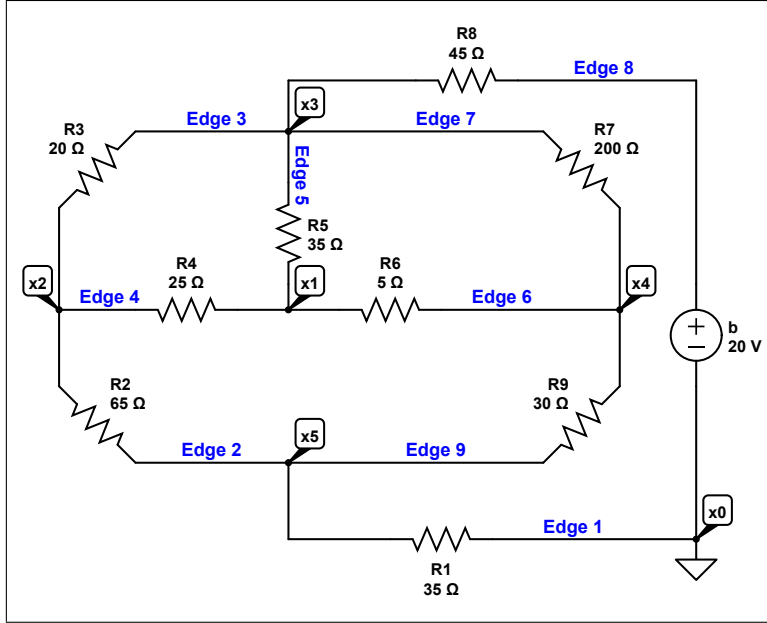 R8
45 Ω
Edge 8
x3
R3
20 Ω
Edge 3
Edge 7
R7
200 Ω
Edge 5
R5
35 Ω
x2
R4
25 Ω
x1
R6
5 Ω
x4
Edge 4
Edge 6
b
20 V
R2
65 Ω
R9
30 Ω
x5
Edge 2
Edge 9
x0
Edge 1
R1
35 Ω